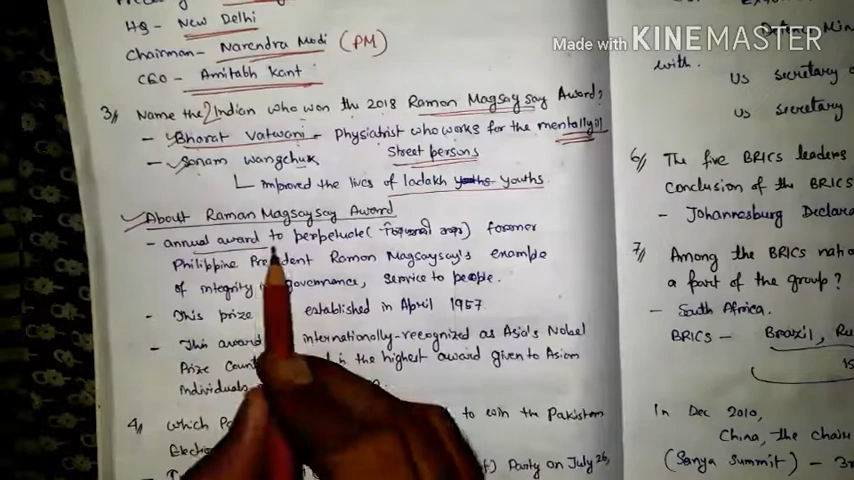 HQ - New Delhi
Chairman - Narendra Modi (PM)
CEO - Amitabh Kant
3// Name the 2 Indian who won the 2018 Ramon Magsaysay Award?
- Bharat Vatwani - Physiatrist who works for the mentally ill
street persons
- Sonam wangchuk
improved the lives of ladakh youths
About Raman Magsaysay Award
- annual award to perpetuate ( ) former
Philippine President Ramon Magsaysay's example
of integrity in governance, service to people.
- This prize established in April 1957.
- This award internationally-recognized as Asia's Nobel
Prize is the highest award given to Asian
individuals
4// which to win the Pakistan
Party on July 26,
Made with KINEMASTER
with.
US secretary
US secretary
6// The five BRICS leaders
conclusion of the BRICS
- Johannesburg Declara
7// Among the BRICS natio
a part of the group?
- South Africa.
BRICS - Brazil, Ru
In Dec 2010,
China, the chair
(Sanya Summit) - 3r